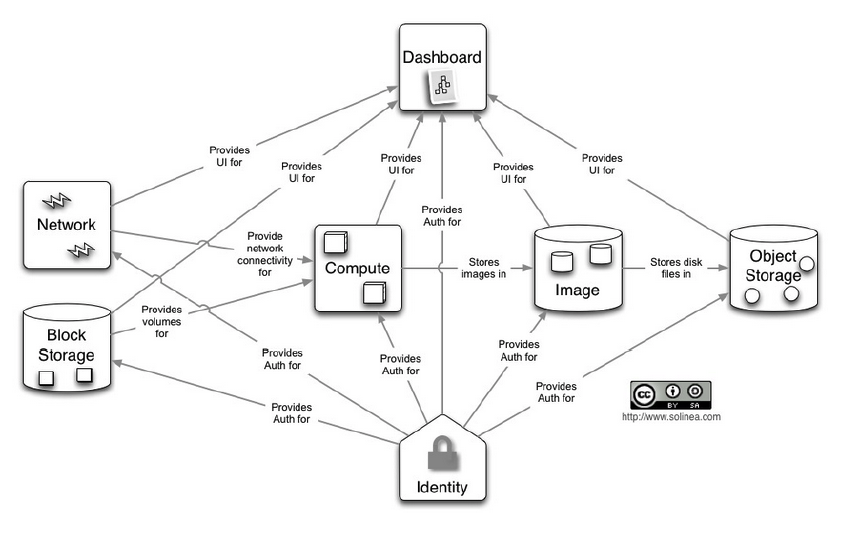 Dashboard
Provides
UI for
Provides
UI for
Provides
UI for
Provides
UI for
Provides
UI for
Network
Provides
Auth for
Provide
network
connectivity
for
Compute
Stores
images in
Image
Stores disk
files in
Object
Storage
Block
Storage
Provides
volumes
for
Provides
Auth for
Provides
Auth for
Provides
Auth for
Provides
Auth for
Provides
Auth for
cc
BY SA
http://www.solinea.com
Identity